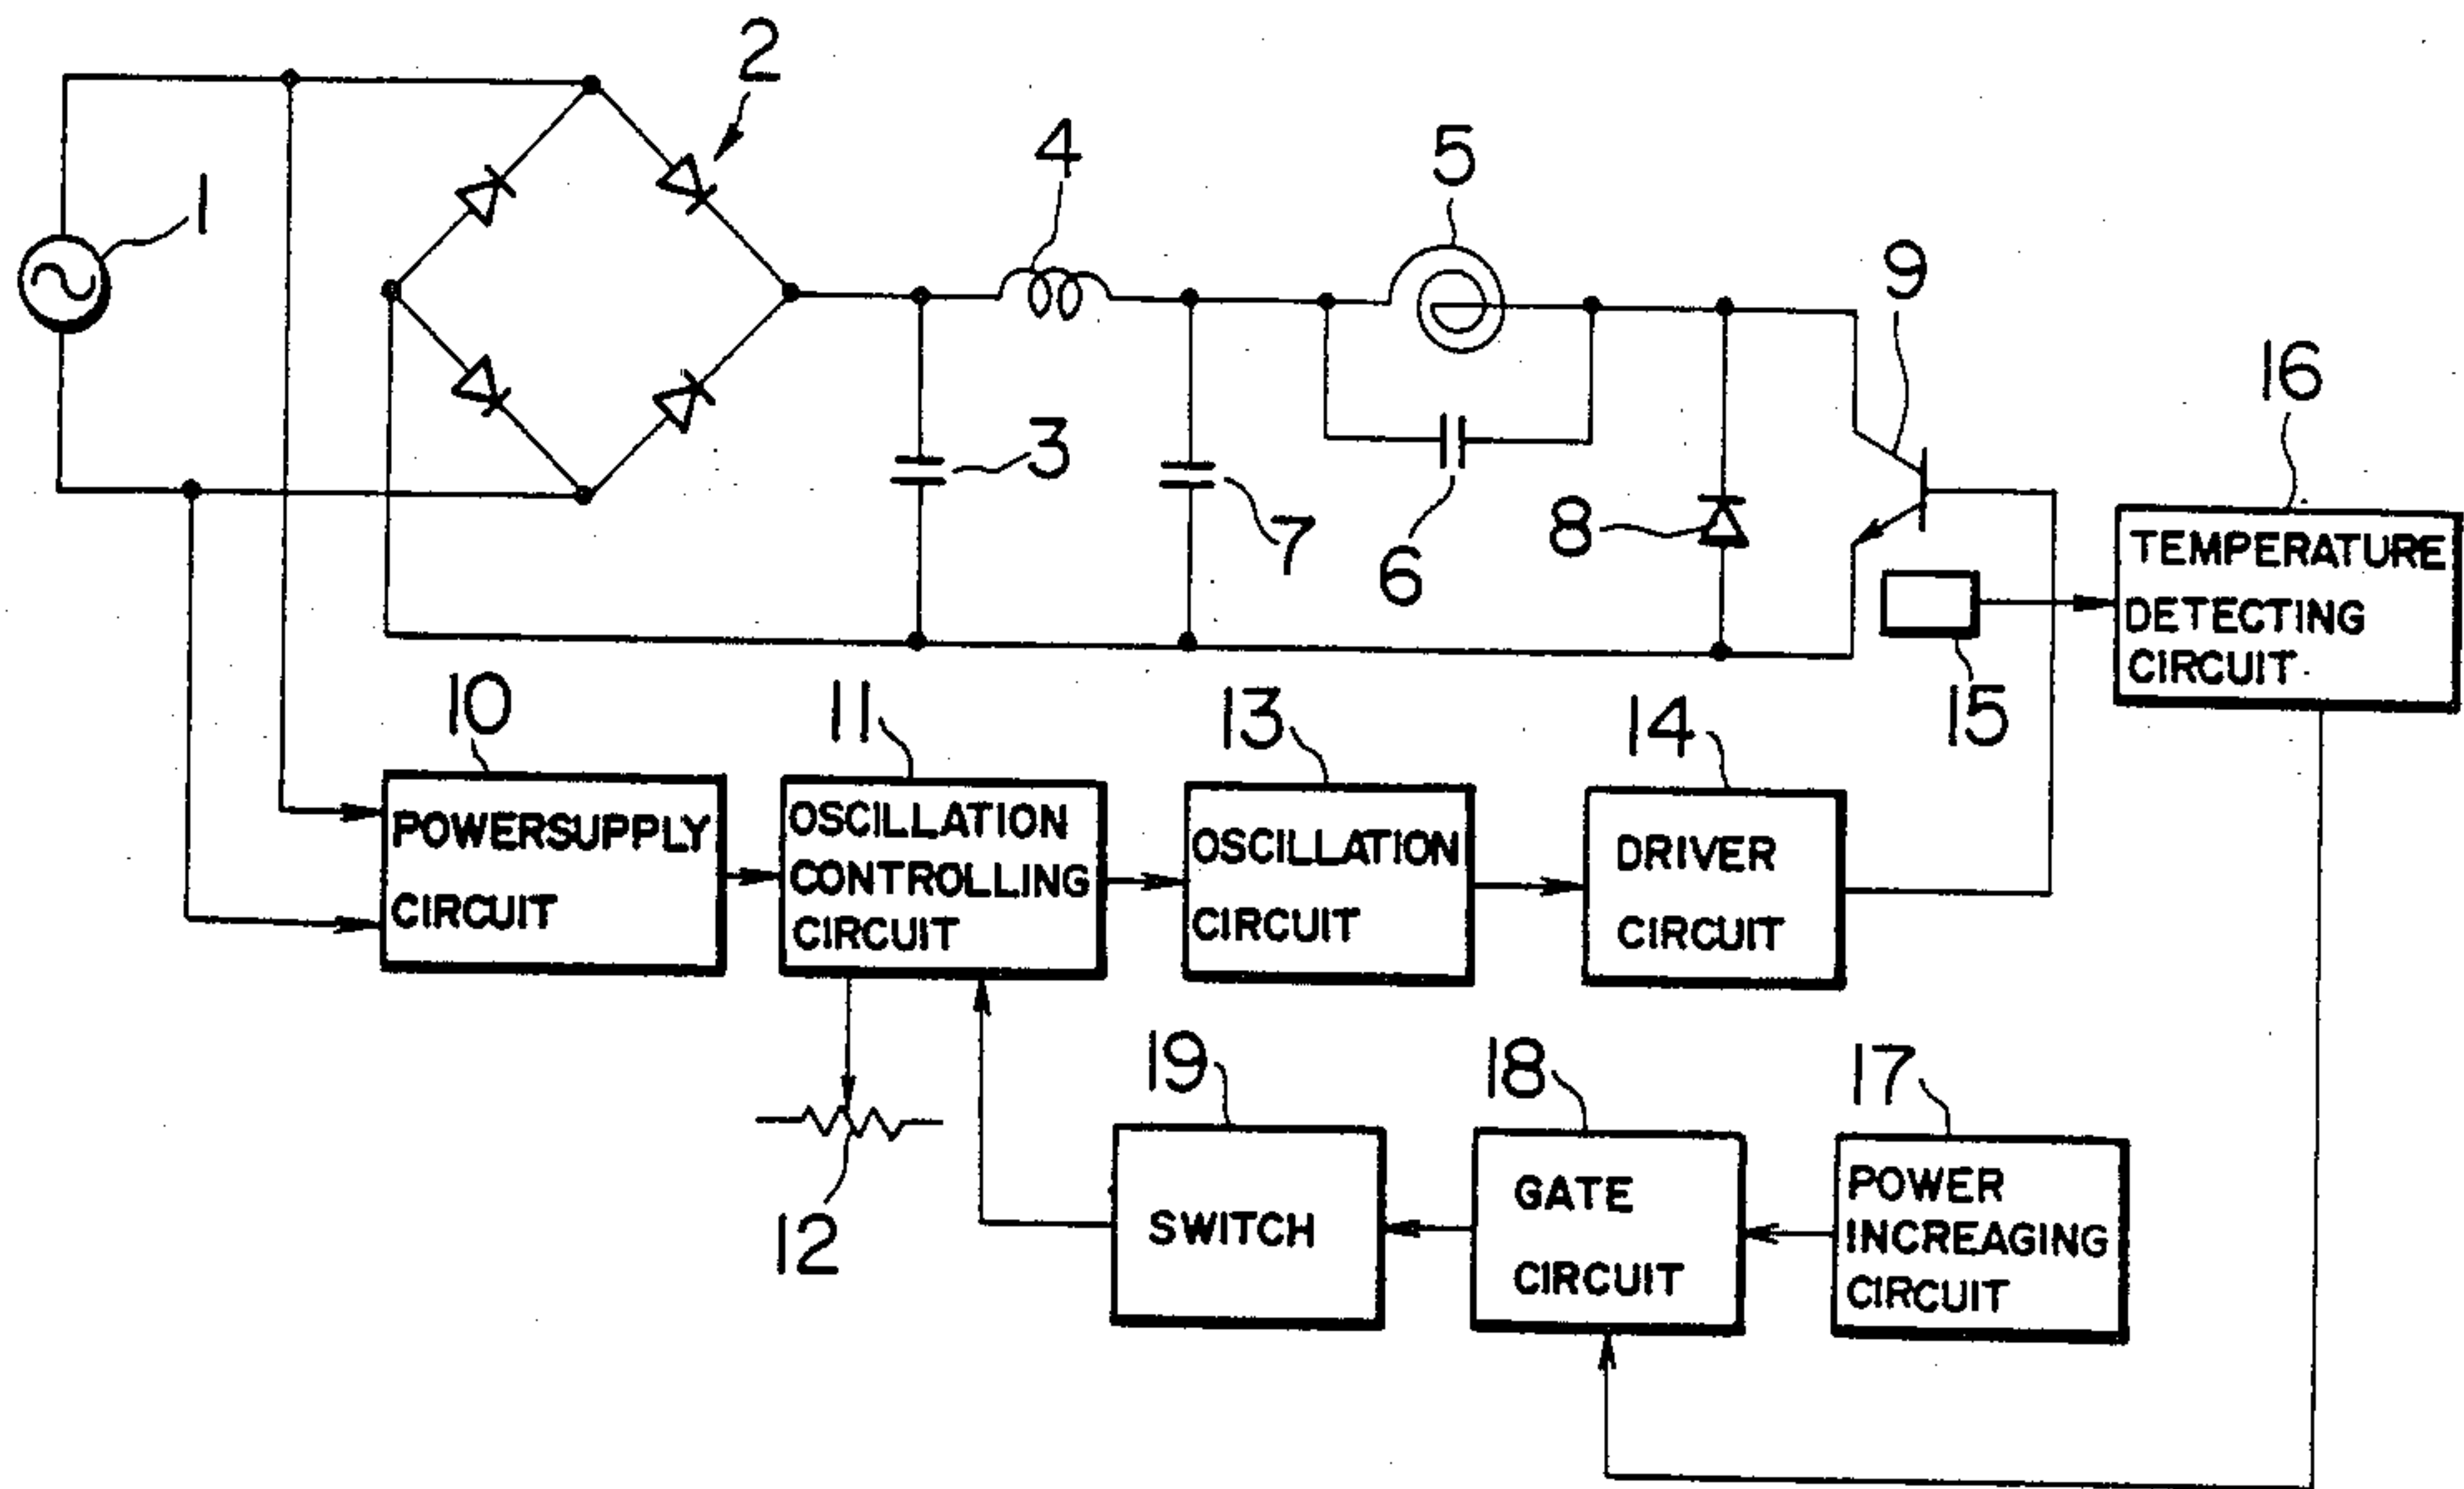 2
1
4
5
9
16
3
7
6
8
TEMPERATURE
DETECTING
CIRCUIT
15
10
11
13
14
POWERSUPPLY
CIRCUIT
OSCILLATION
CONTROLLING
CIRCUIT
OSCILLATION
CIRCUIT
DRIVER
CIRCUIT
12
19
18
17
SWITCH
GATE
CIRCUIT
POWER
INCREAGING
CIRCUIT